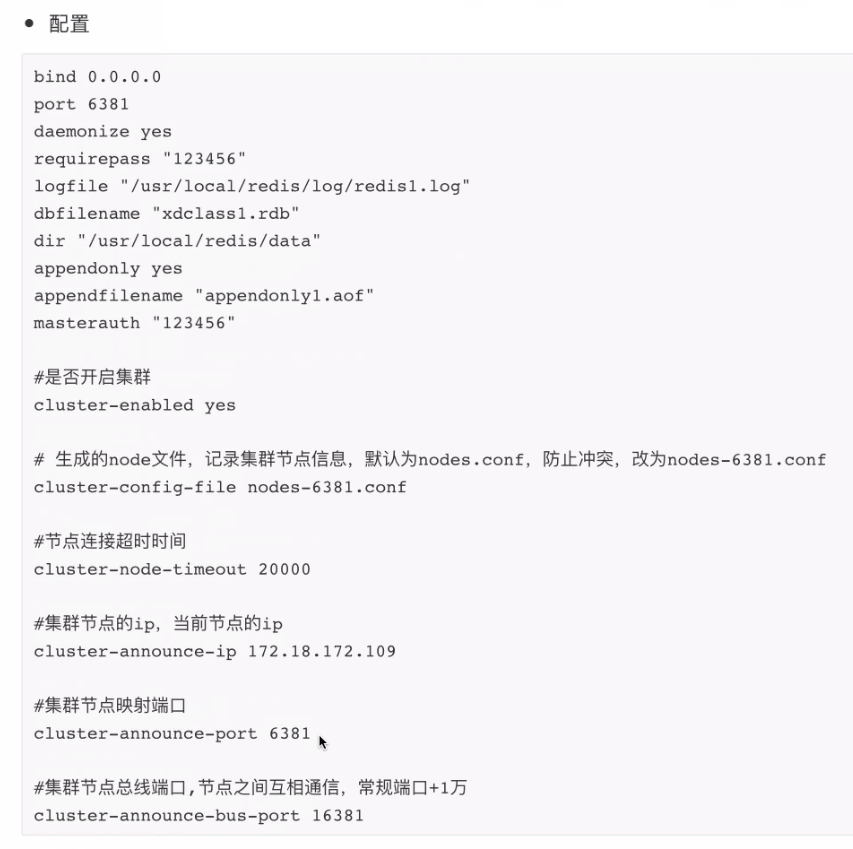 配置
bind 0.0.0.0
port 6381
daemonize yes
requirepass "123456"
logfile "/usr/local/redis/log/redis1.log"
dbfilename "xdclass1.rdb"
dir "/usr/local/redis/data"
appendonly yes
appendfilename "appendonly1.aof"
masterauth "123456"
#是否开启集群
cluster-enabled yes
# 生成的node文件，记录集群节点信息，默认为nodes.conf，防止冲突，改为nodes-6381.conf
cluster-config-file nodes-6381.conf
#节点连接超时时间
cluster-node-timeout 20000
#集群节点的ip，当前节点的ip
cluster-announce-ip 172.18.172.109
#集群节点映射端口
cluster-announce-port 6381
#集群节点总线端口,节点之间互相通信，常规端口+1万
cluster-announce-bus-port 16381